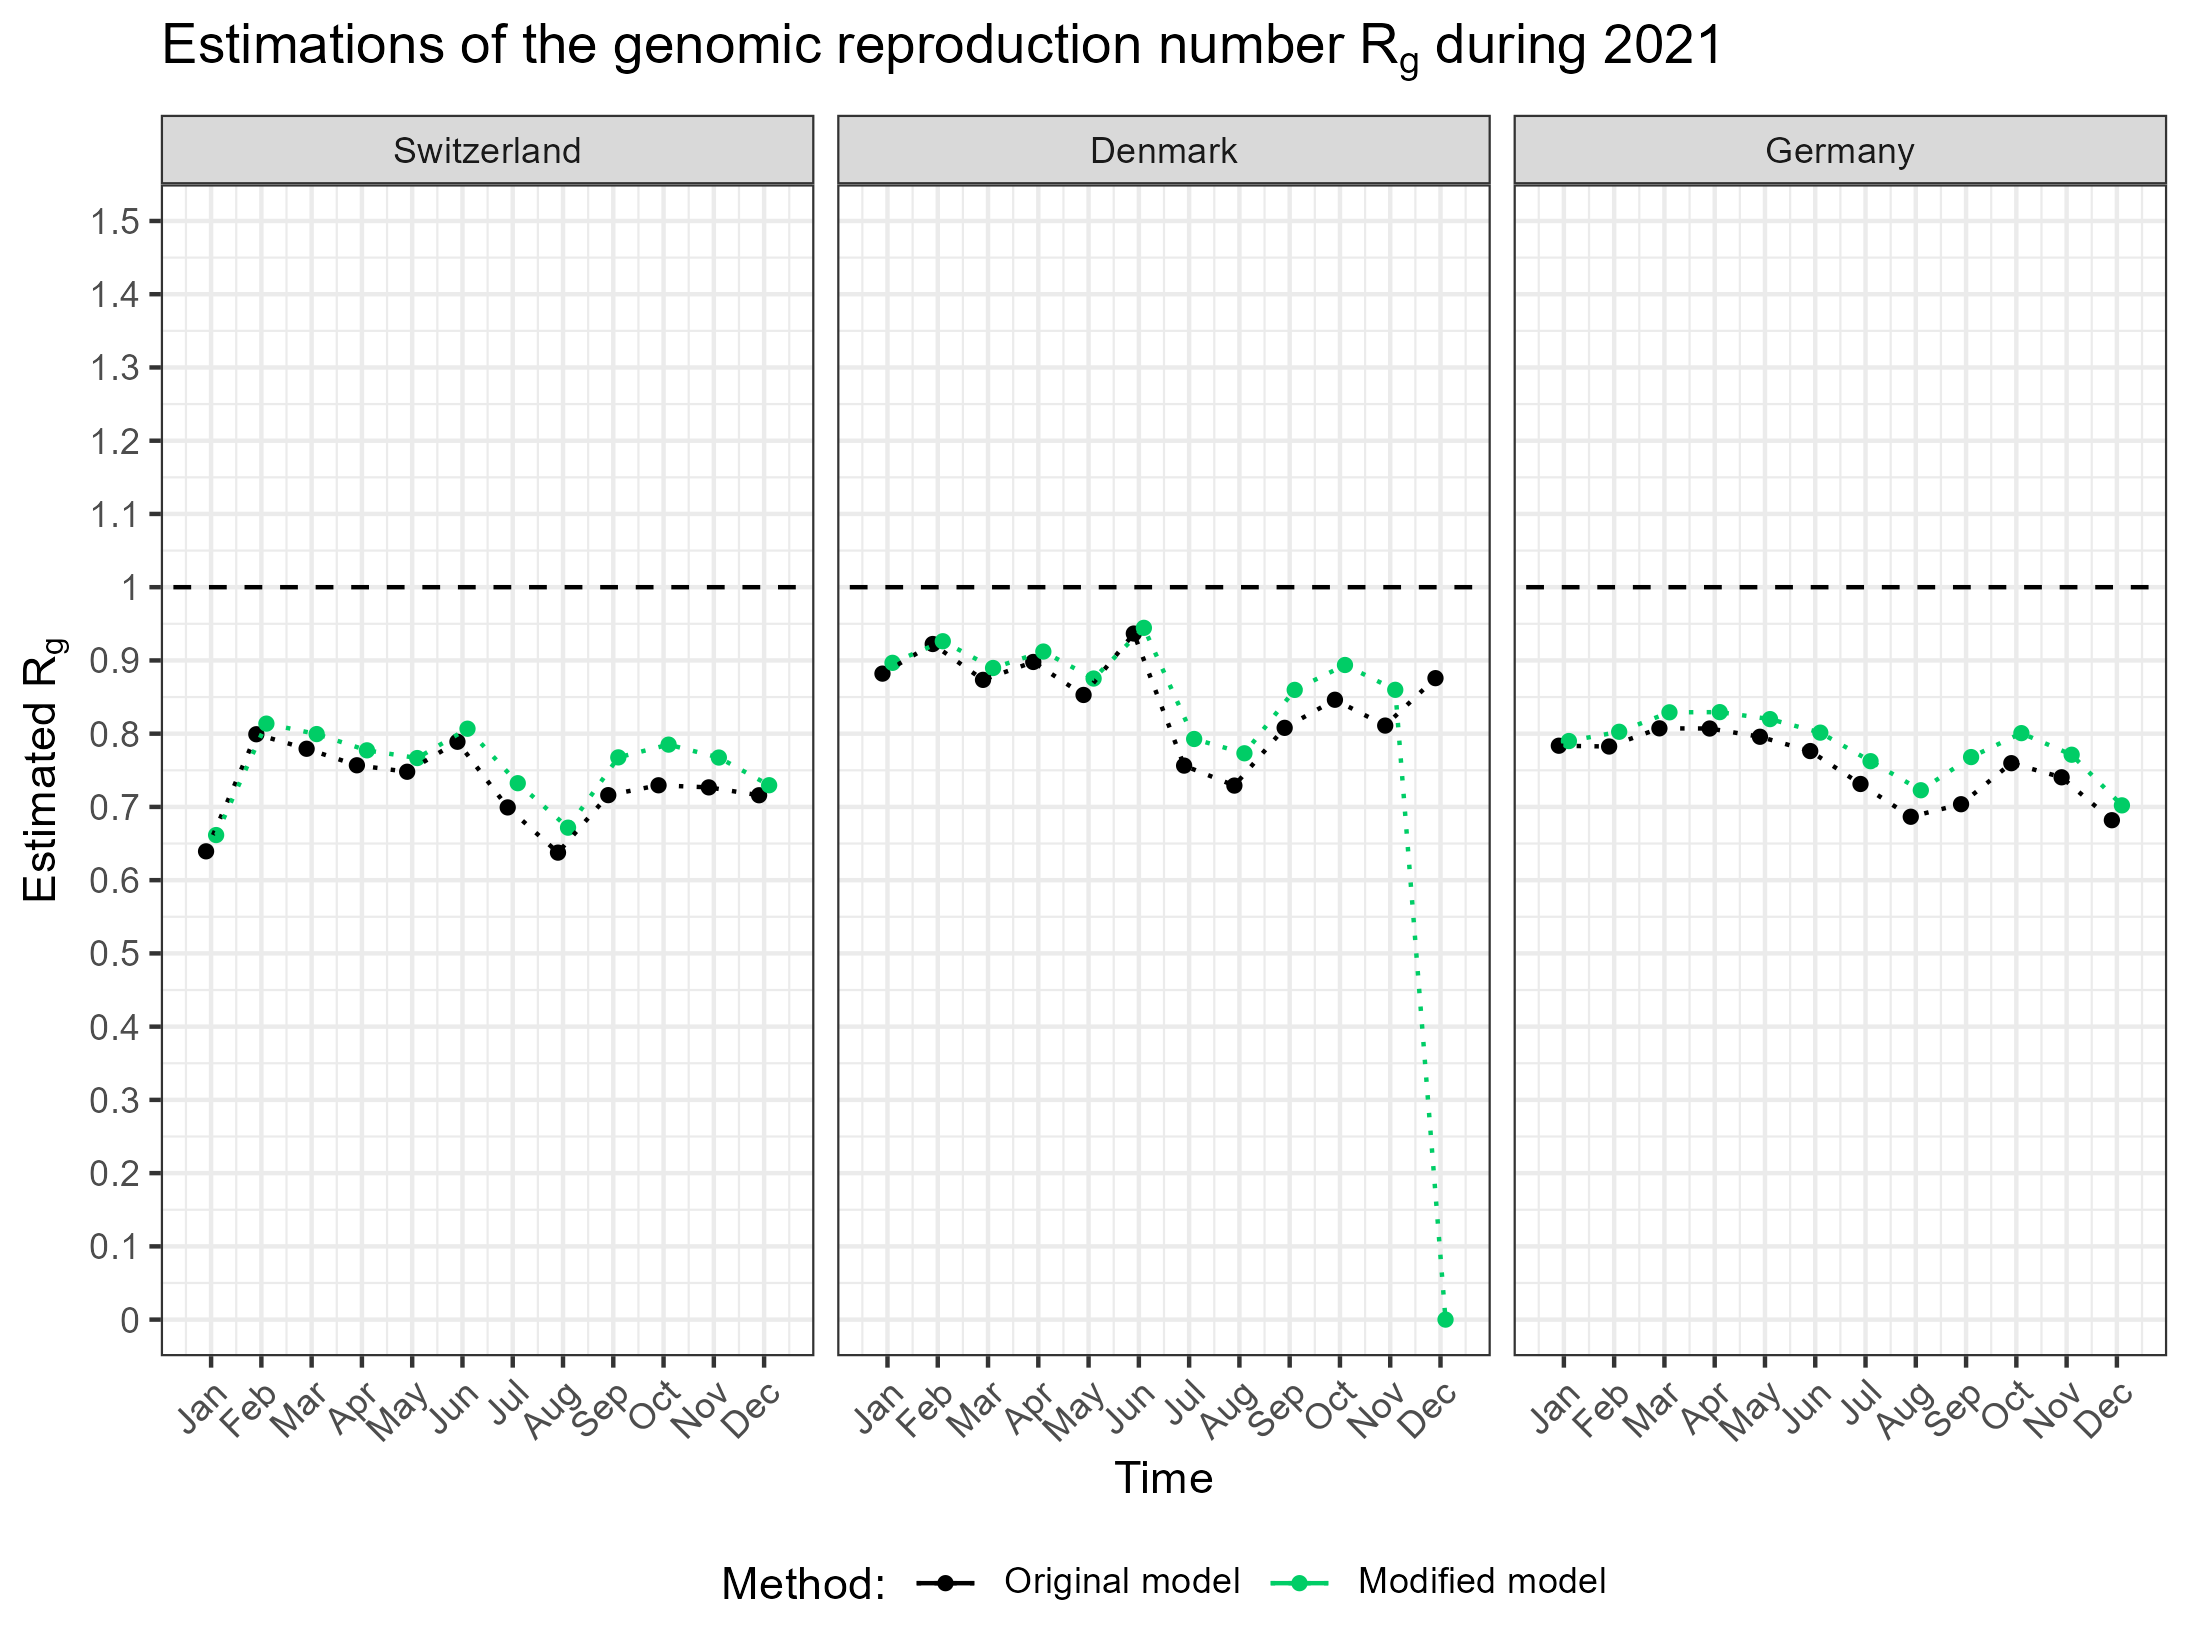 Estimations of the genomic reproduction number Rg during 2021
Switzerland Denmark Germany
1.5
1.4
1.3
1.2
1.1
1
0.9
0.8
0.7
0.6
0.5
0.4
0.3
0.2
0.1
0
Estimated Rg
Jan Feb Mar Apr May Jun Jul Aug Sep Oct Nov Dec Jan Feb Mar Apr May Jun Jul Aug Sep Oct Nov Dec Jan Feb Mar Apr May Jun Jul Aug Sep Oct Nov Dec
Time
Method: Original model Modified model